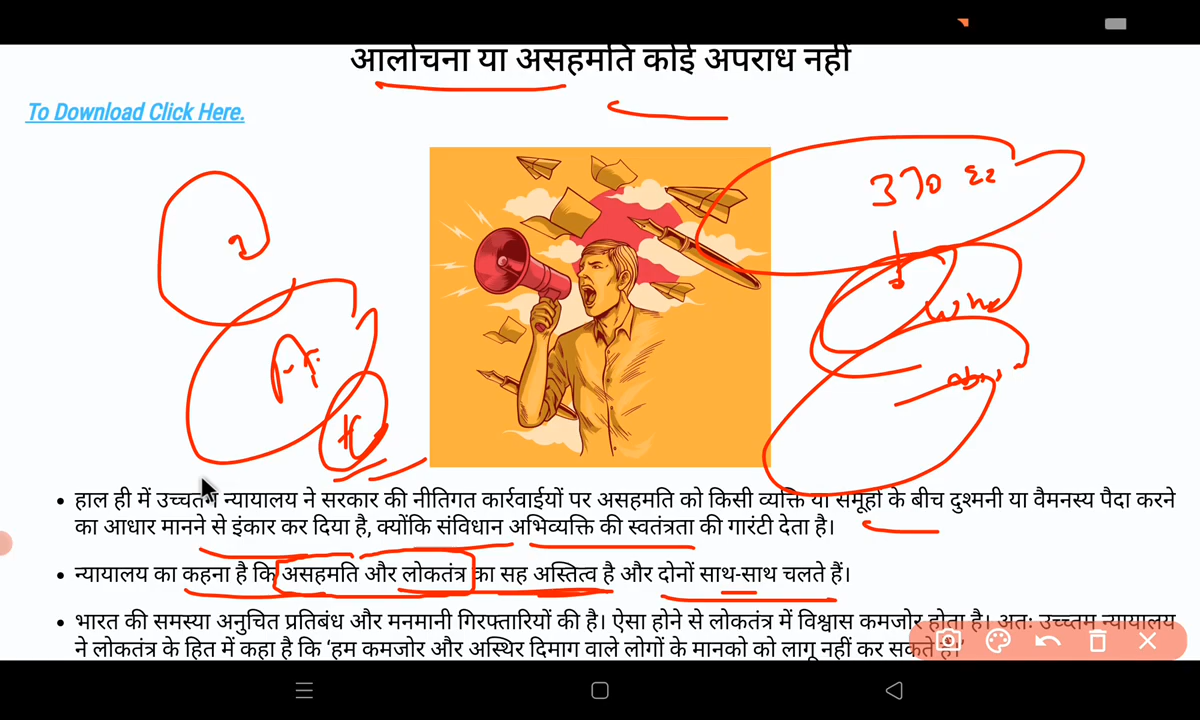 आलोचना या असहमति कोई अपराध नहीं
To Download Click Here.
370
हाल ही में उच्चतम न्यायालय ने सरकार की नीतिगत कार्रवाईयों पर असहमति को किसी व्यक्ति या समूहों के बीच दुश्मनी या वैमनस्य पैदा करने
का आधार मानने से इंकार कर दिया है, क्योंकि संविधान अभिव्यक्ति की स्वतंत्रता की गारंटी देता है।
न्यायालय का कहना है कि असहमति और लोकतंत्र का सह अस्तित्व है और दोनों साथ-साथ चलते हैं।
भारत की समस्या अनुचित प्रतिबंध और मनमानी गिरफ्तारियों की है। ऐसा होने से लोकतंत्र में विश्वास कमजोर होता है। अतः उच्चतम न्यायालय
ने लोकतंत्र के हित में कहा है कि ‘हम कमजोर और अस्थिर दिमाग वाले लोगों के मानको को लागू नहीं कर सकते हैं।’